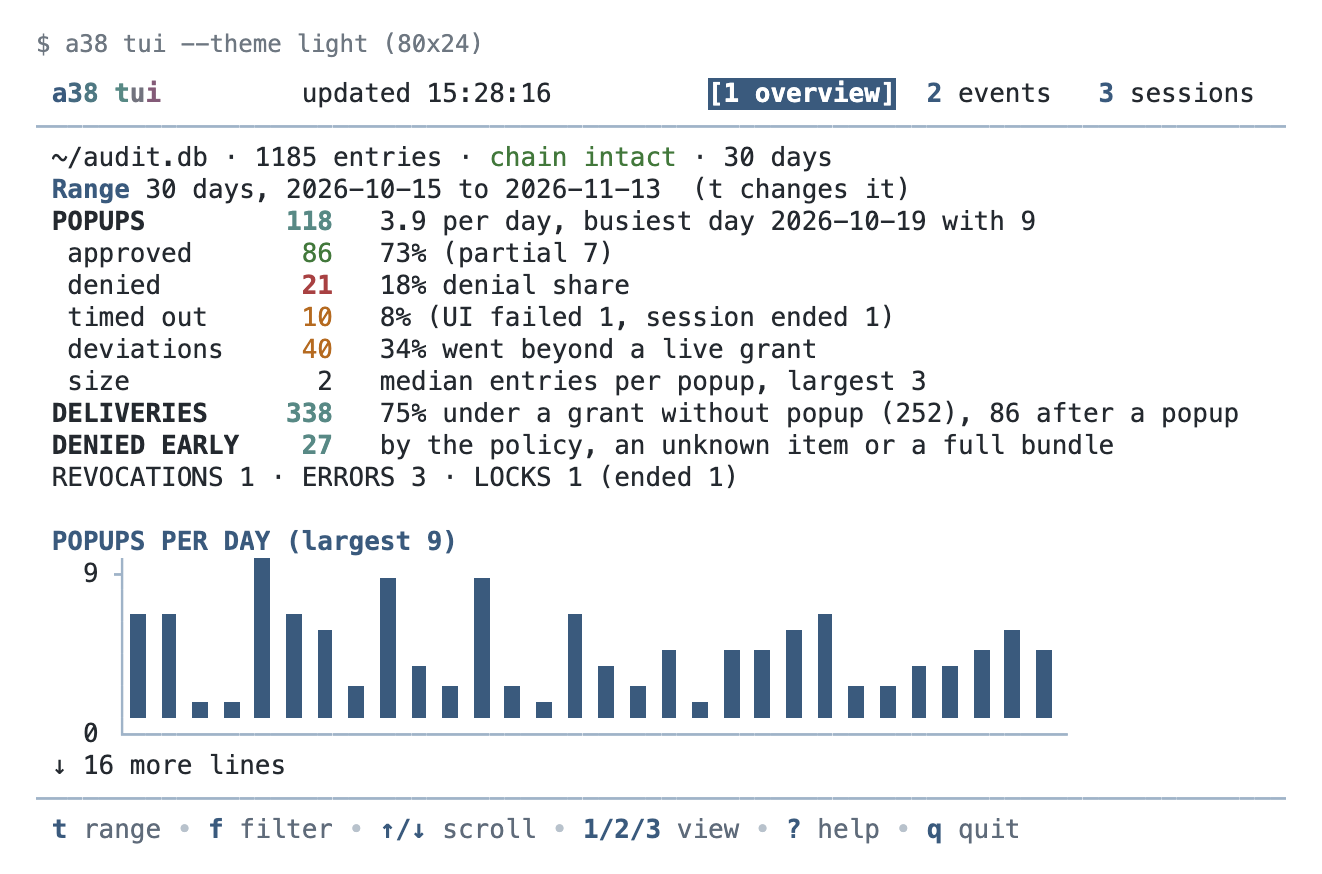 $ a38 tui --theme light (80x24)
a38 tui updated 15:28:16 [1 overview] 2 events 3 sessions
~/audit.db · 1185 entries · chain intact · 30 days
Range 30 days, 2026-10-15 to 2026-11-13 (t changes it)
POPUPS 118 3.9 per day, busiest day 2026-10-19 with 9
approved 86 73% (partial 7)
denied 21 18% denial share
timed out 10 8% (UI failed 1, session ended 1)
deviations 40 34% went beyond a live grant
size 2 median entries per popup, largest 3
DELIVERIES 338 75% under a grant without popup (252), 86 after a popup
DENIED EARLY 27 by the policy, an unknown item or a full bundle
REVOCATIONS 1 · ERRORS 3 · LOCKS 1 (ended 1)
POPUPS PER DAY (largest 9)
9
0
↓ 16 more lines
t range • f filter • ↑/↓ scroll • 1/2/3 view • ? help • q quit